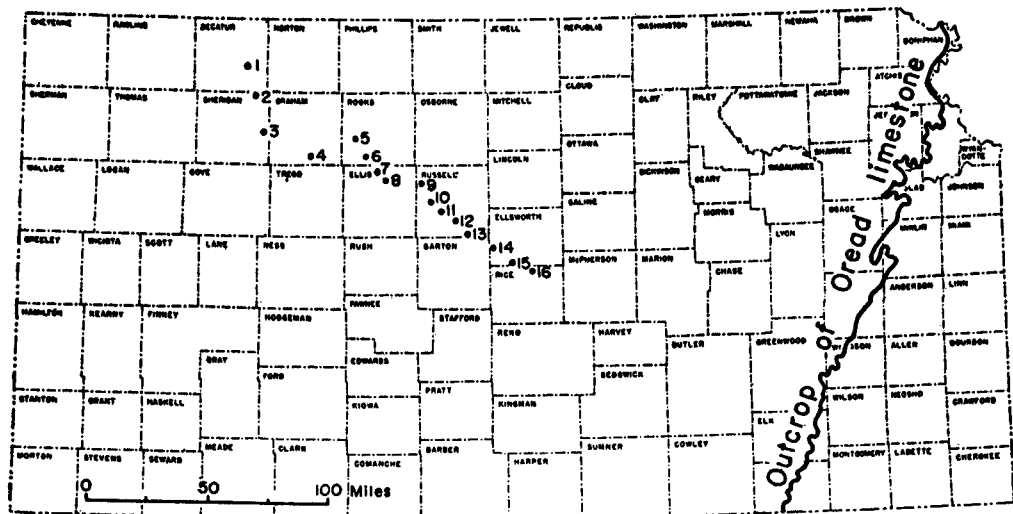 CHEYENNE RAWLINS DECATUR NORTON PHILLIPS SMITH JEWELL REPUBLIC WASHINGTON MARSHALL NEMAHA BROWN
DONIPHAN
1
SHERMAN THOMAS SHERIDAN 2 GRAHAM ROOKS OSBORNE MITCHELL CLOUD CLAY RILEY POTTAWATOMIE JACKSON
3
5
OTTAWA
4 6
LINCOLN
SHAWNEE
WALLACE LOGAN GOVE TREGO ELLIS 7 RUSSELL DICKINSON GEARY WABAUNSEE
8 9
10
SALINE
11 ELLSWORTH MORRIS OSAGE JOHNSON
12
GREELEY WICHITA SCOTT LANE NESS RUSH BARTON 13 LYON MIAMI
14
15 16
RICE McPHERSON MARION CHASE
HAMILTON KEARNY FINNEY HODGEMAN PAWNEE STAFFORD ANDERSON LINN
RENO HARVEY
GRAY EDWARDS BUTLER GREENWOOD ALLEN BOURBON
FORD SEDGWICK
PRATT
STANTON GRANT HASKELL KIOWA KINGMAN WILSON NEOSHO CRAWFORD
ELK
MORTON STEVENS SEWARD MEADE CLARK COMANCHE BARBER HARPER SUMNER COWLEY MONTGOMERY LABETTE CHEROKEE
Outcrop of Oread limestone
0 50 100 Miles